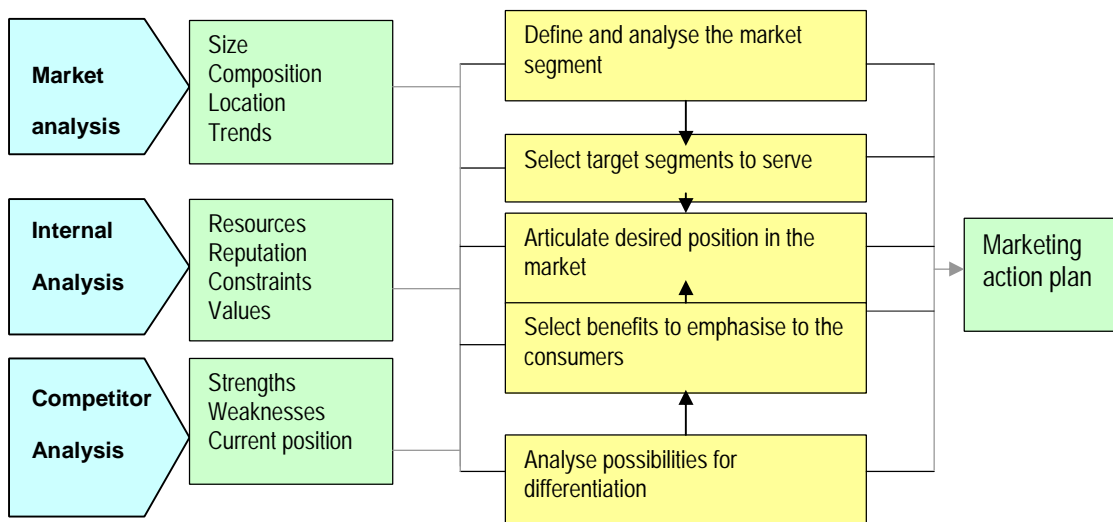 Market
analysis
Size
Composition
Location
Trends
Internal
Analysis
Resources
Reputation
Constraints
Values
Competitor
Analysis
Strengths
Weaknesses
Current position
Define and analyse the market
segment
Select target segments to serve
Articulate desired position in the
market
Select benefits to emphasise to the
consumers
Analyse possibilities for
differentiation
Marketing
action plan